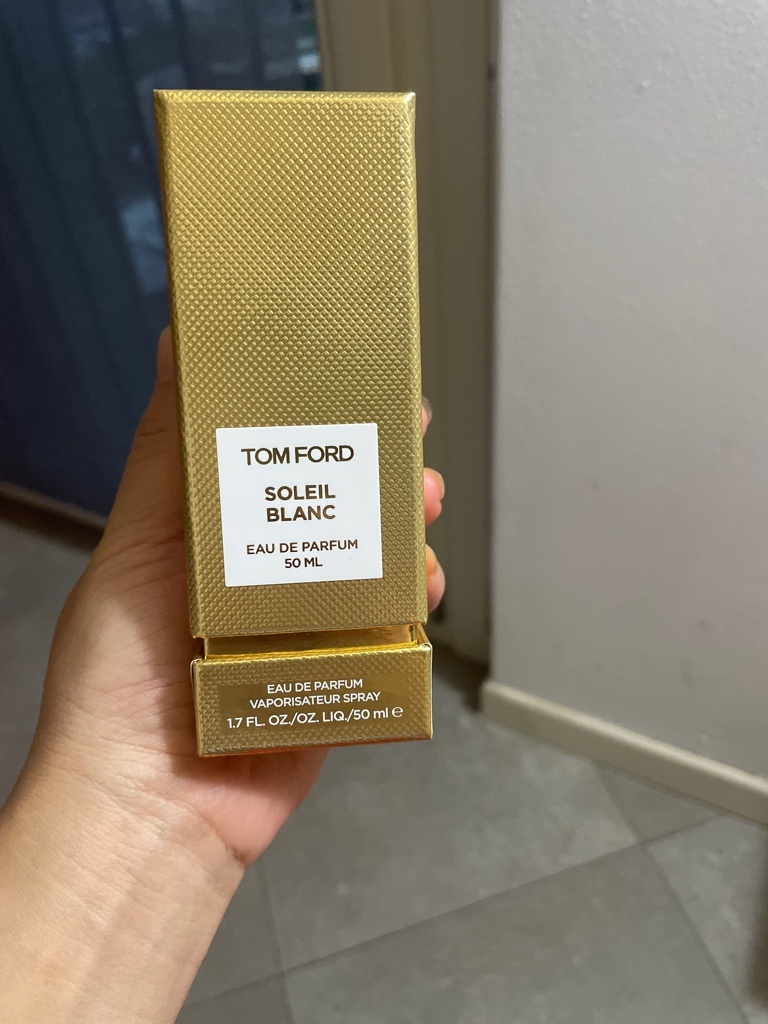 TOM FORD
SOLEIL
BLANC
EAU DE PARFUM
50 ML
EAU DE PARFUM
VAPORISATEUR SPRAY
1.7 FL. OZ./OZ. LIQ./50 ml ℮